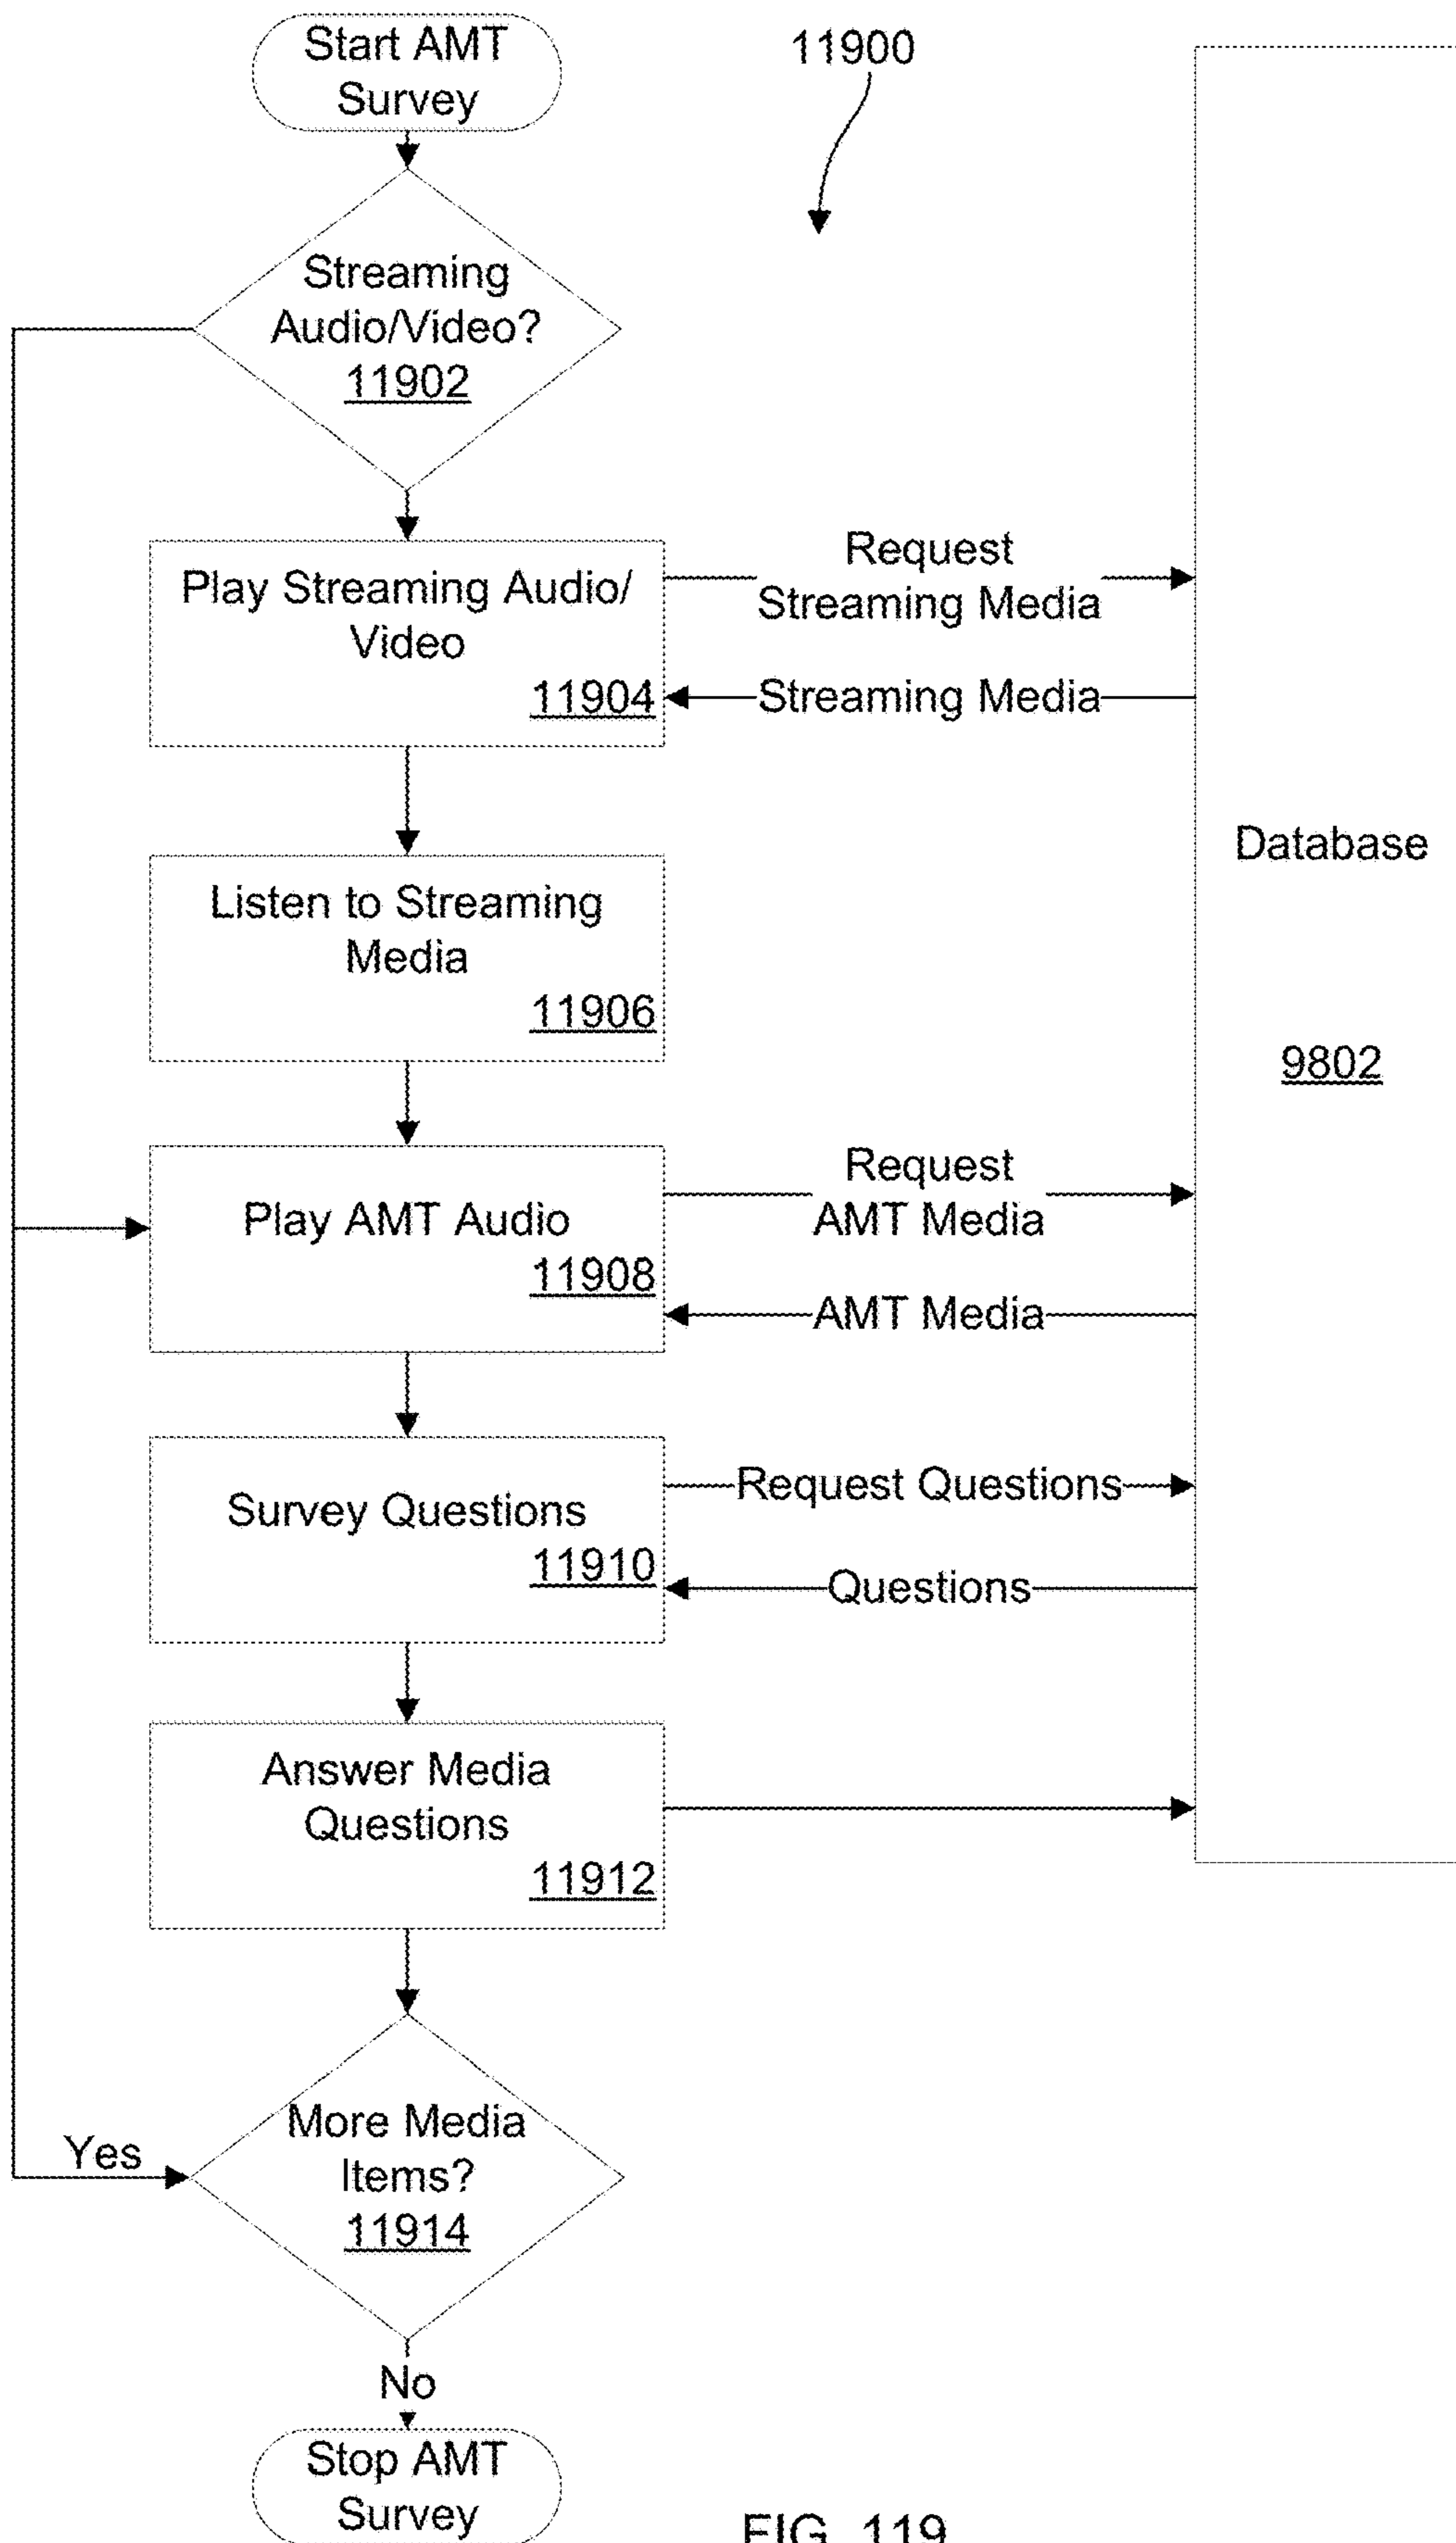 Start AMT
Survey
11900
Streaming
Audio/Video?
11902
Play Streaming Audio/
Video
11904
Request
Streaming Media
Streaming Media
Database
9802
Listen to Streaming
Media
11906
Play AMT Audio
11908
Request
AMT Media
AMT Media
Survey Questions
11910
Request Questions
Questions
Answer Media
Questions
11912
More Media
Items?
11914
Yes
No
Stop AMT
Survey
FIG. 119